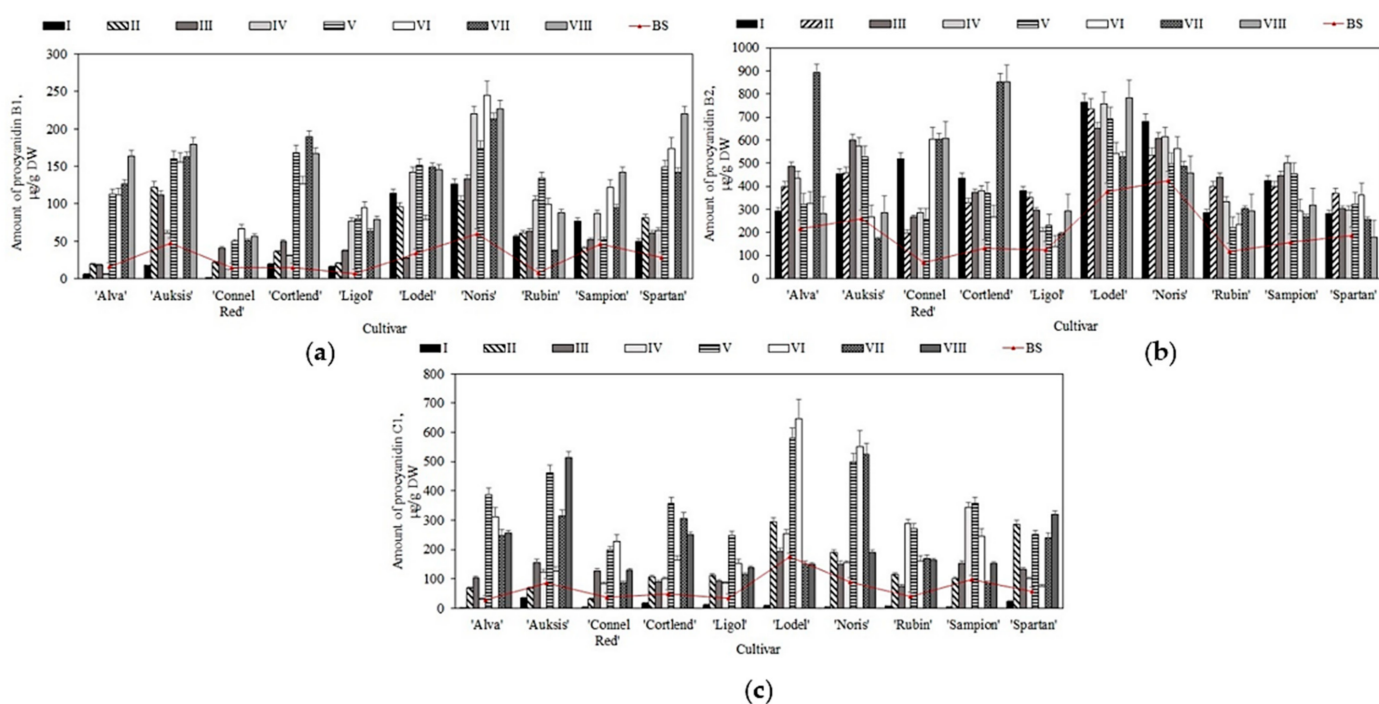 I II III IV V VI VII VIII BS
Amount of procyanidin B1,
µg/g DW
300
250
200
150
100
50
0
'Alva' 'Auksis' 'Connel 'Cortlend' 'Ligol' 'Lodel' 'Noris' 'Rubin' 'Sampion' 'Spartan'
Red'
Cultivar
(a)
I II III IV V VI VII VIII BS
Amount of procyanidin B2,
µg/g DW
1000
900
800
700
600
500
400
300
200
100
0
'Alva' 'Auksis' 'Connel 'Cortlend' 'Ligol' 'Lodel' 'Noris' 'Rubin' 'Sampion' 'Spartan'
Red'
Cultivar
(b)
I II III IV V VI VII VIII BS
Amount of procyanidin C1,
µg/g DW
800
700
600
500
400
300
200
100
0
'Alva' 'Auksis' 'Connel 'Cortlend' 'Ligol' 'Lodel' 'Noris' 'Rubin' 'Sampion' 'Spartan'
Red'
Cultivar
(c)